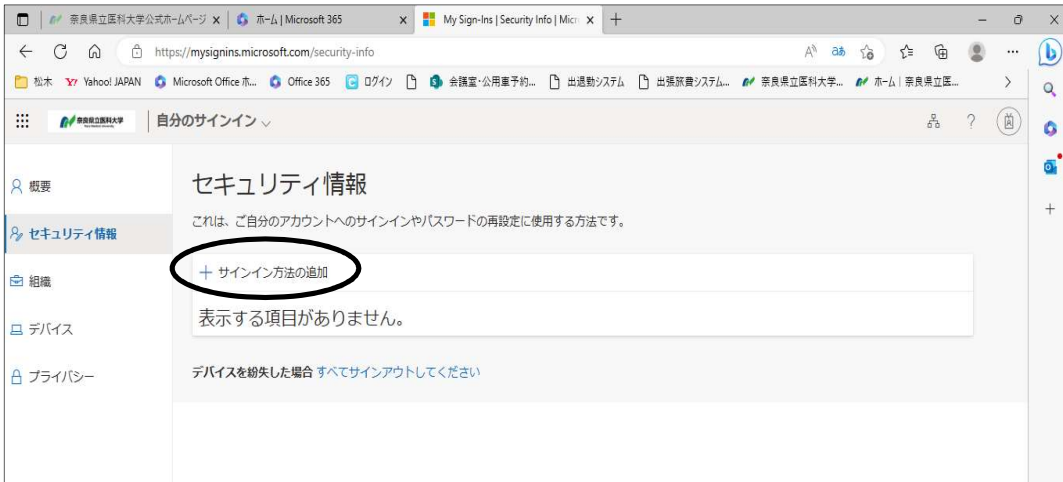 奈良県立医科大学公式ホームページ
ホーム | Microsoft 365
My Sign-Ins | Security Info | Micr
https://mysignins.microsoft.com/security-info
松木 Yahoo! JAPAN Microsoft Office ホ... Office 365 ログイン 会議室・公用車予約... 出退勤システム 出張旅費システム... 奈良県立医科大学... ホーム | 奈良県立医...
奈良県立医科大学
自分のサインイン
概要
セキュリティ情報
組織
デバイス
プライバシー
セキュリティ情報
これは、ご自分のアカウントへのサインインやパスワードの再設定に使用する方法です。
+ サインイン方法の追加
表示する項目がありません。
デバイスを紛失した場合 すべてサインアウトしてください